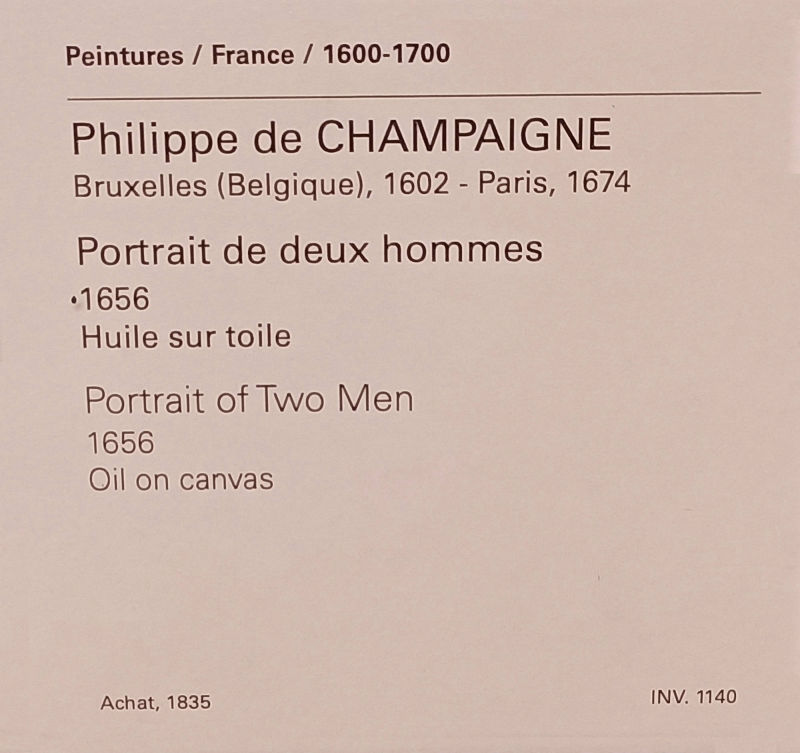 Peintures / France / 1600-1700
Philippe de CHAMPAIGNE
Bruxelles (Belgique), 1602 - Paris, 1674
Portrait de deux hommes
1656
Huile sur toile
Portrait of Two Men
1656
Oil on canvas
Achat, 1835
INV. 1140